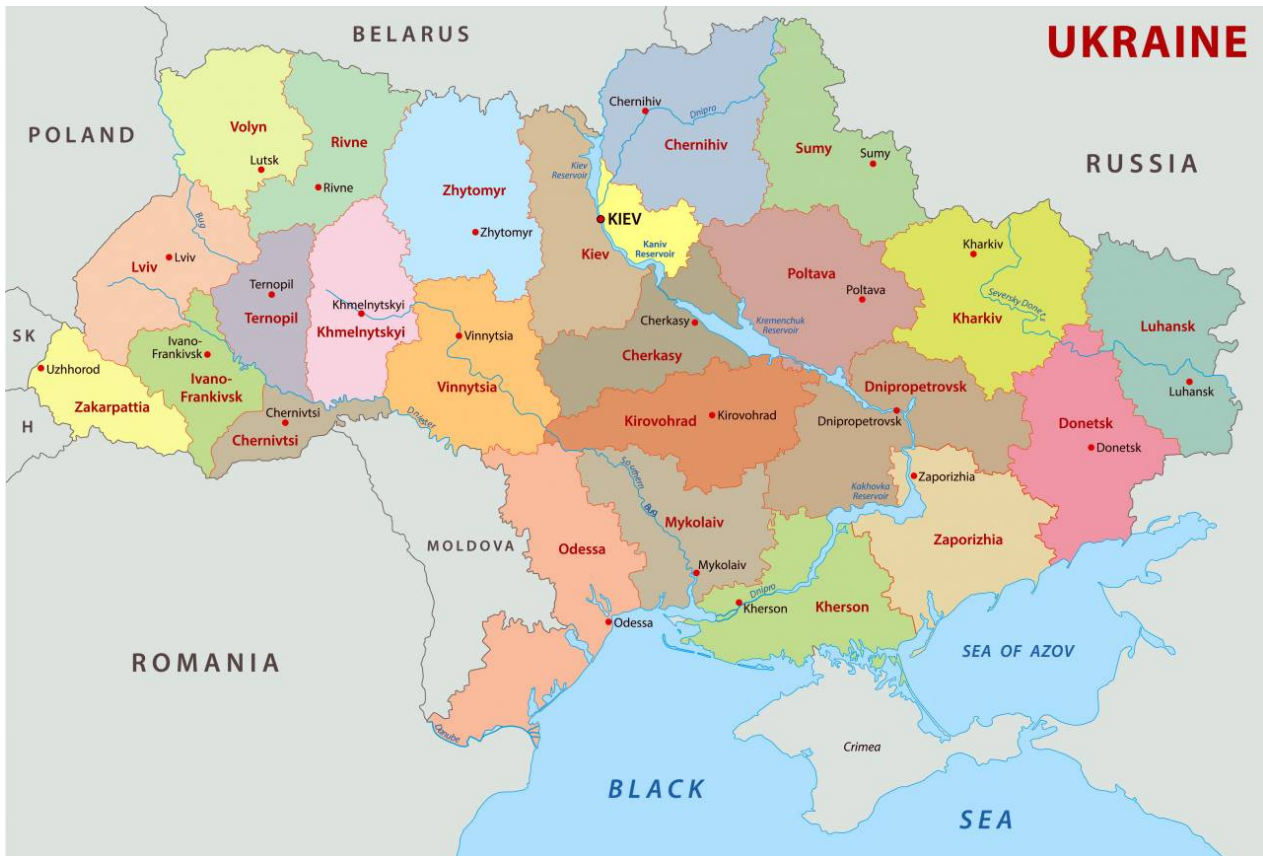 UKRAINE
BELARUS
POLAND
RUSSIA
Volyn
Lutsk
Rivne
Rivne
Zhytomyr
Zhytomyr
Kiev
Reservoir
KIEV
Kiev
Kaniv
Reservoir
Chernihiv
Dnipro
Chernihiv
Sumy
Sumy
Bug
Lviv
Lviv
Ternopil
Ternopil
Khmelnytskyi
Khmelnytskyi
Vinnytsia
Vinnytsia
Cherkasy
Cherkasy
Poltava
Poltava
Kremenchuk
Reservoir
Kharkiv
Seversky Donets
Kharkiv
Luhansk
Luhansk
SK
H
Uzhhorod
Zakarpattia
Ivano-
Frankivsk
Ivano-
Frankivsk
Chernivtsi
Chernivtsi
Dniester
Kirovohrad
Kirovohrad
Dnipropetrovsk
Dnipropetrovsk
Donetsk
Donetsk
Zaporizhia
Kakhovka
Reservoir
Zaporizhia
Southern
Bug
Mykolaiv
Mykolaiv
MOLDOVA
Odessa
Odessa
Dnipro
Kherson
Kherson
ROMANIA
Danube
SEA OF AZOV
Crimea
BLACK
SEA